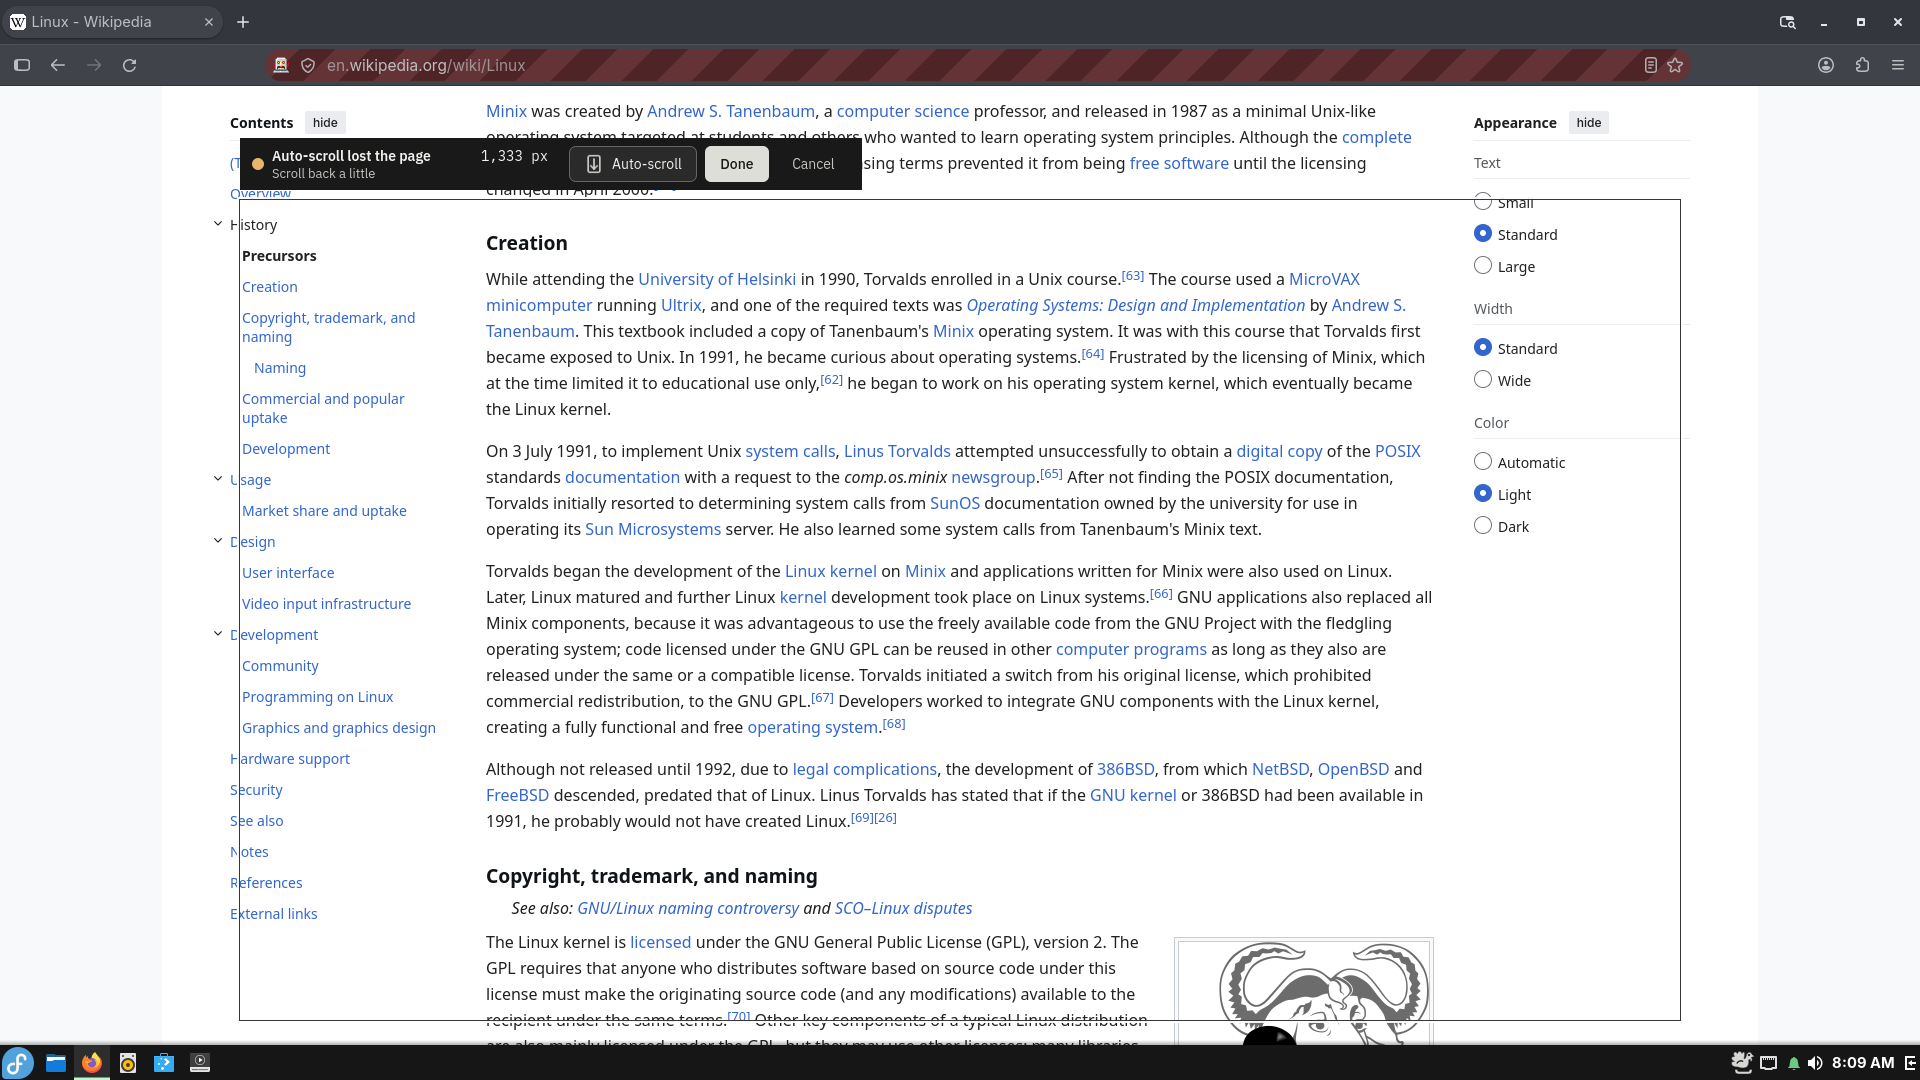 Linux - Wikipedia
en.wikipedia.org/wiki/Linux
Contents
hide
Overview
History
Precursors
Creation
Copyright, trademark, and
naming
Naming
Commercial and popular
uptake
Development
Usage
Market share and uptake
Design
User interface
Video input infrastructure
Development
Community
Programming on Linux
Graphics and graphics design
Hardware support
Security
See also
Notes
References
External links
Auto-scroll lost the page
Scroll back a little
1,333 px
Auto-scroll
Done
Cancel
Minix was created by Andrew S. Tanenbaum, a computer science professor, and released in 1987 as a minimal Unix-like
operating system targeted at students and others who wanted to learn operating system principles. Although the complete
sing terms prevented it from being free software until the licensing
changed in April 2000.
Creation
While attending the University of Helsinki in 1990, Torvalds enrolled in a Unix course.[63] The course used a MicroVAX
minicomputer running Ultrix, and one of the required texts was Operating Systems: Design and Implementation by Andrew S.
Tanenbaum. This textbook included a copy of Tanenbaum's Minix operating system. It was with this course that Torvalds first
became exposed to Unix. In 1991, he became curious about operating systems.[64] Frustrated by the licensing of Minix, which
at the time limited it to educational use only,[62] he began to work on his operating system kernel, which eventually became
the Linux kernel.
On 3 July 1991, to implement Unix system calls, Linus Torvalds attempted unsuccessfully to obtain a digital copy of the POSIX
standards documentation with a request to the comp.os.minix newsgroup.[65] After not finding the POSIX documentation,
Torvalds initially resorted to determining system calls from SunOS documentation owned by the university for use in
operating its Sun Microsystems server. He also learned some system calls from Tanenbaum's Minix text.
Torvalds began the development of the Linux kernel on Minix and applications written for Minix were also used on Linux.
Later, Linux matured and further Linux kernel development took place on Linux systems.[66] GNU applications also replaced all
Minix components, because it was advantageous to use the freely available code from the GNU Project with the fledgling
operating system; code licensed under the GNU GPL can be reused in other computer programs as long as they also are
released under the same or a compatible license. Torvalds initiated a switch from his original license, which prohibited
commercial redistribution, to the GNU GPL.[67] Developers worked to integrate GNU components with the Linux kernel,
creating a fully functional and free operating system.[68]
Although not released until 1992, due to legal complications, the development of 386BSD, from which NetBSD, OpenBSD and
FreeBSD descended, predated that of Linux. Linus Torvalds has stated that if the GNU kernel or 386BSD had been available in
1991, he probably would not have created Linux.[69][26]
Copyright, trademark, and naming
See also: GNU/Linux naming controversy and SCO–Linux disputes
The Linux kernel is licensed under the GNU General Public License (GPL), version 2. The
GPL requires that anyone who distributes software based on source code under this
license must make the originating source code (and any modifications) available to the
recipient under the same terms.[70] Other key components of a typical Linux distribution
are also mainly licensed under the GPL, but they may use other licenses; many libraries
Appearance
hide
Text
Small
Standard
Large
Width
Standard
Wide
Color
Automatic
Light
Dark
8:09 AM